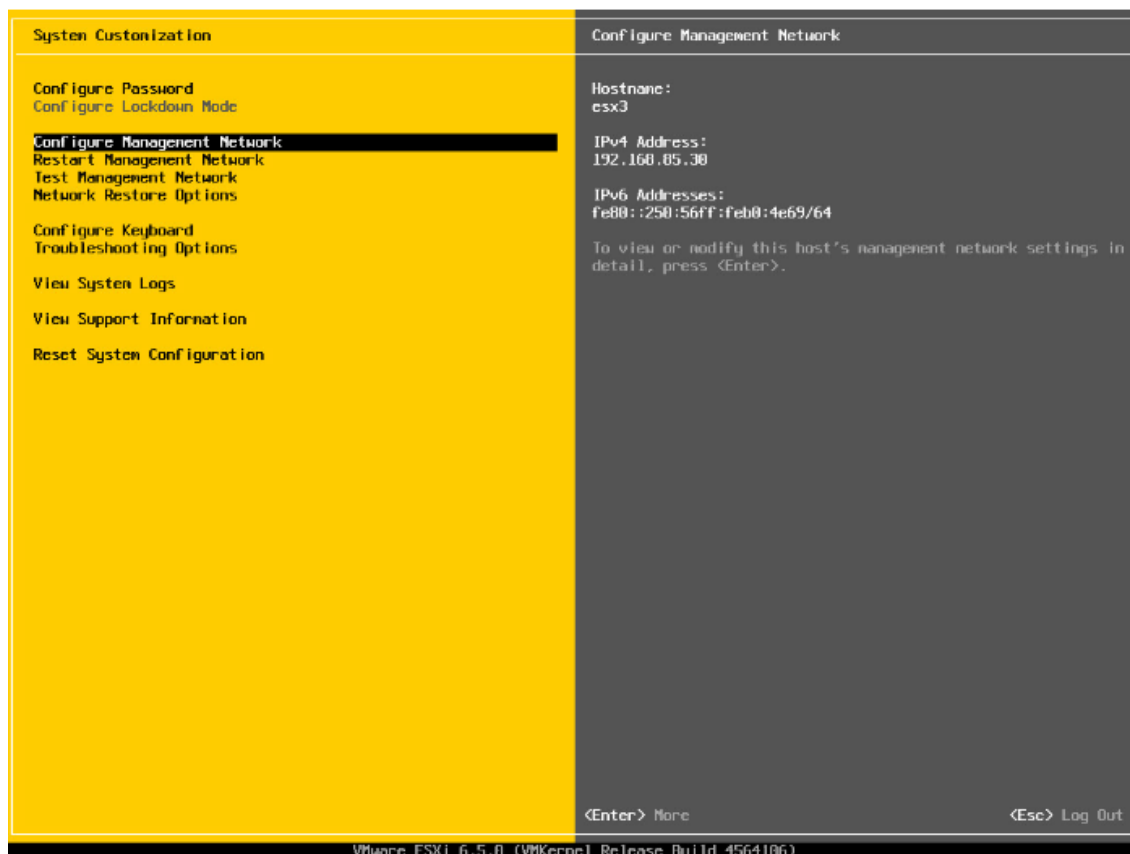 System Customization
Configure Password
Configure Lockdown Mode
Configure Management Network
Restart Management Network
Test Management Network
Network Restore Options
Configure Keyboard
Troubleshooting Options
View System Logs
View Support Information
Reset System Configuration
Configure Management Network
Hostname:
esx3
IPv4 Address:
192.168.85.30
IPv6 Addresses:
fe80::250:56ff:feb0:4e69/64
To view or modify this host's management network settings in
detail, press <Enter>.
<Enter> More
<Esc> Log Out
VMware ESXi 6.5.0 (VMKernel Release Build 4564106)